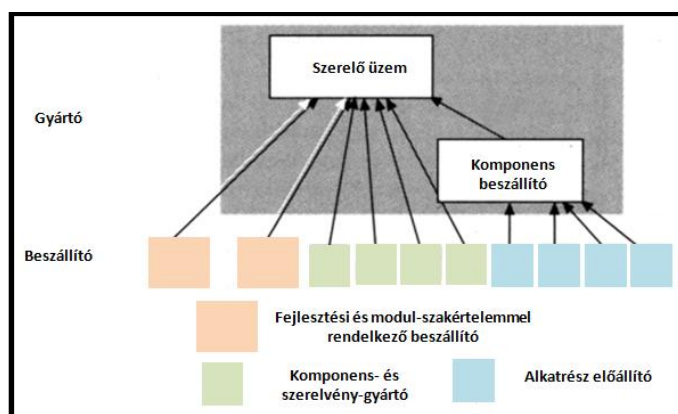 Szerelő üzem
Gyártó
Komponens
beszállító
Beszállító
Fejlesztési és modul-szakértelemmel
rendelkező beszállító
Komponens- és
szerelvény-gyártó
Alkatrész előállító